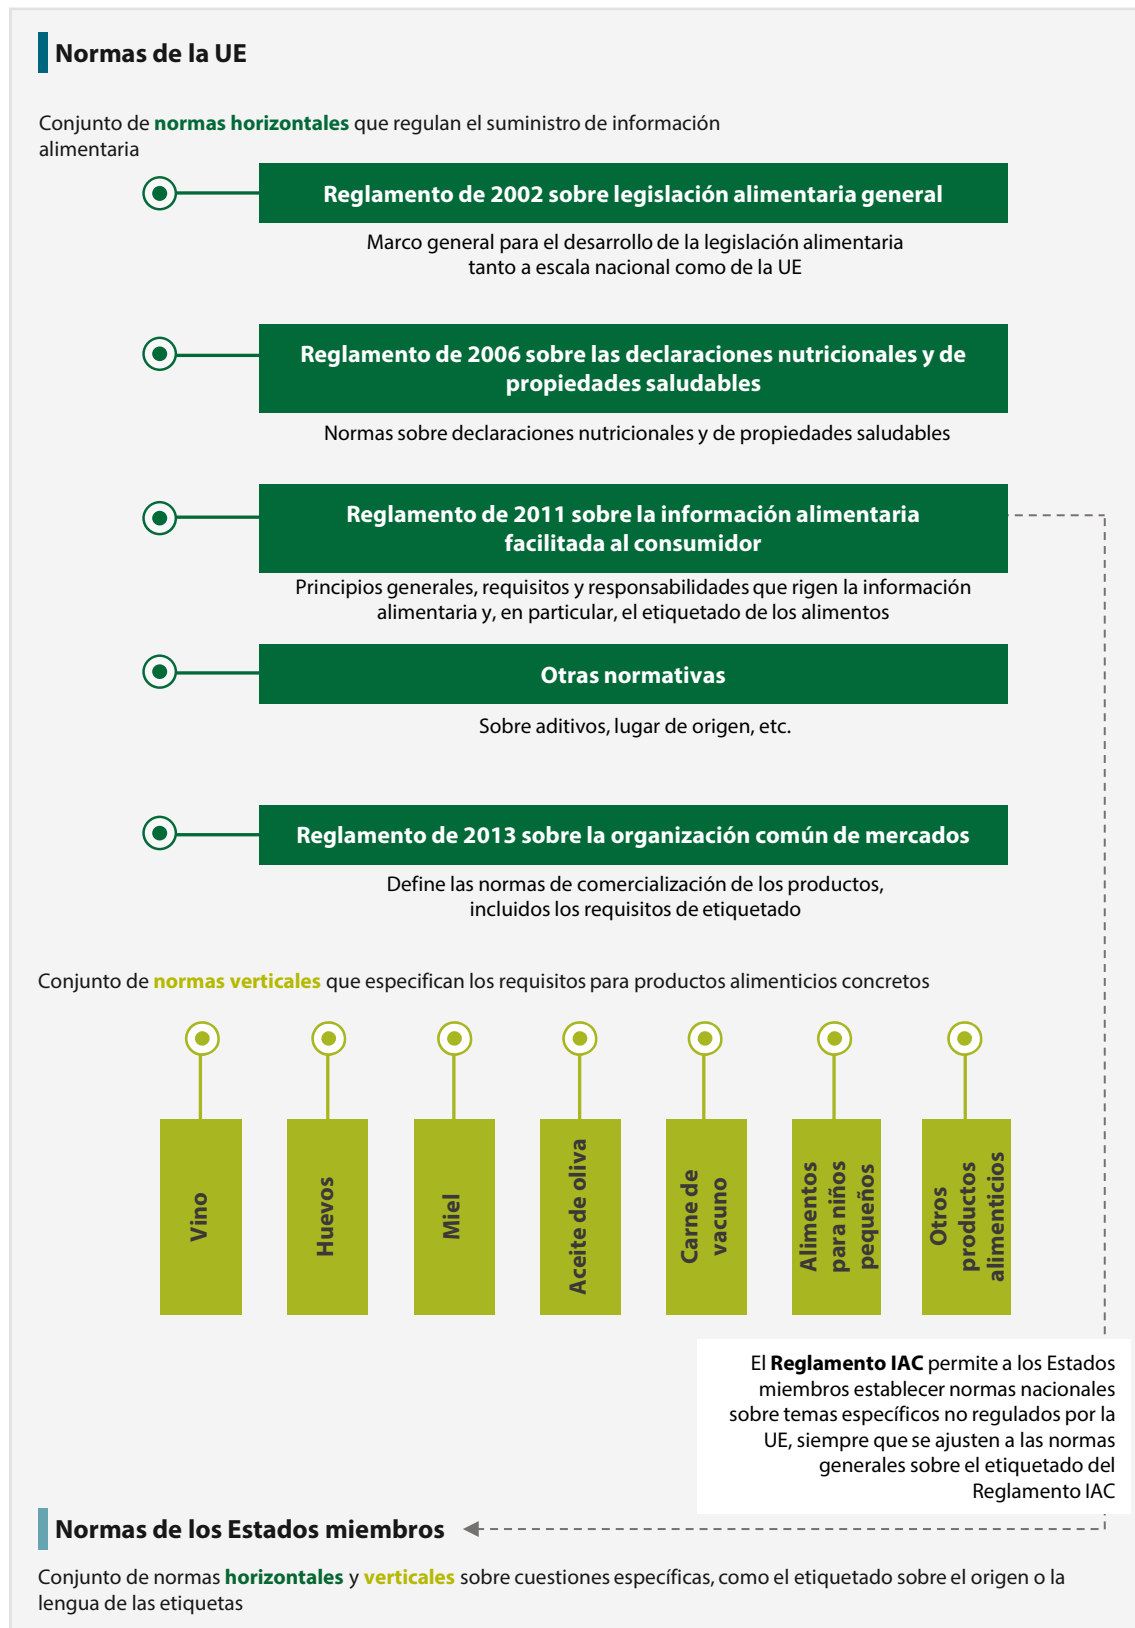 Normas de la UE
Conjunto de normas horizontales que regulan el suministro de información
alimentaria
Reglamento de 2002 sobre legislación alimentaria general
Marco general para el desarrollo de la legislación alimentaria
tanto a escala nacional como de la UE
Reglamento de 2006 sobre las declaraciones nutricionales y de
propiedades saludables
Normas sobre declaraciones nutricionales y de propiedades saludables
Reglamento de 2011 sobre la información alimentaria
facilitada al consumidor
Principios generales, requisitos y responsabilidades que rigen la información
alimentaria y, en particular, el etiquetado de los alimentos
Otras normativas
Sobre aditivos, lugar de origen, etc.
Reglamento de 2013 sobre la organización común de mercados
Define las normas de comercialización de los productos,
incluidos los requisitos de etiquetado
Conjunto de normas verticales que especifican los requisitos para productos alimenticios concretos
Vino
Huevos
Miel
Aceite de oliva
Carne de
vacuno
Alimentos
para niños
pequeños
Otros
productos
alimenticios
El Reglamento IAC permite a los Estados
miembros establecer normas nacionales
sobre temas específicos no regulados por la
UE, siempre que se ajusten a las normas
generales sobre el etiquetado del
Reglamento IAC
Normas de los Estados miembros
Conjunto de normas horizontales y verticales sobre cuestiones específicas, como el etiquetado sobre el origen o la
lengua de las etiquetas